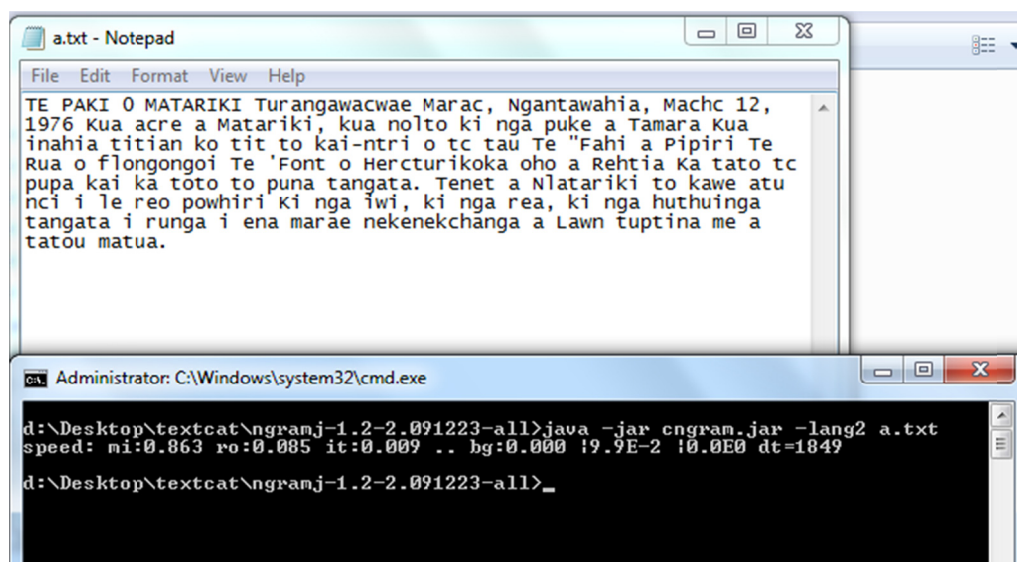 a.txt - Notepad
File Edit Format View Help
TE PAKI O MATARIKI Turangawacwae Marac, Ngantawahia, Machc 12,
1976 Kua acre a Matariki, kua nolto ki nga puke a Tamara Kua
inahia titian ko tit to kai-ntri o tc tau Te "Fahi a Pipiri Te
Rua o flongongoi Te 'Font o Hercturikoka oho a Rehtia Ka tato tc
pupa kai ka toto to puna tangata. Tenet a Nlatariki to kawe atu
nci i le reo powhiri Ki nga iwi, ki nga rea, ki nga huthuinga
tangata i runga i ena marae nekenekchanga a Lawn tuptina me a
tatou matua.
Administrator: C:\Windows\system32\cmd.exe
d:\Desktop\textcat\ngramj-1.2-2.091223-all>java -jar cngram.jar -lang2 a.txt
speed: mi:0.863 ro:0.085 it:0.009 .. bg:0.000 |9.9E-2 |0.0E0 dt=1849
d:\Desktop\textcat\ngramj-1.2-2.091223-all>_